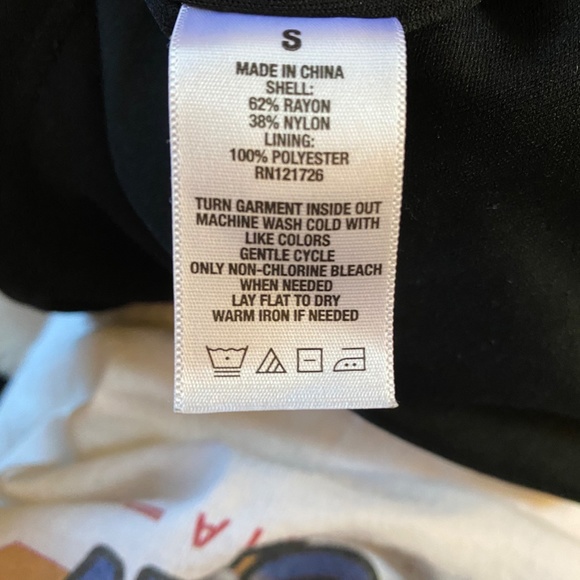 S
MADE IN CHINA
SHELL:
62% RAYON
38% NYLON
LINING:
100% POLYESTER
RN121726
TURN GARMENT INSIDE OUT
MACHINE WASH COLD WITH
LIKE COLORS
GENTLE CYCLE
ONLY NON-CHLORINE BLEACH
WHEN NEEDED
LAY FLAT TO DRY
WARM IRON IF NEEDED